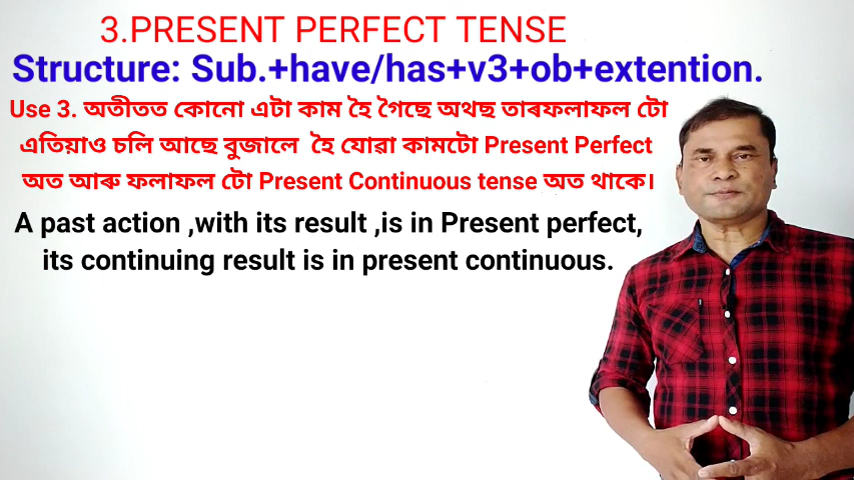 3.PRESENT PERFECT TENSE
Structure: Sub.+have/has+v3+ob+extention.
Use 3. অতীতত কোনো এটা কাম হৈ গৈছে অথছ তাৰফলাফল টো
এতিয়াও চলি আছে বুজালে হৈ যোৱা কামটো Present Perfect
অত আৰু ফলাফল টো Present Continuous tense অত থাকে।
A past action ,with its result ,is in Present perfect,
its continuing result is in present continuous.